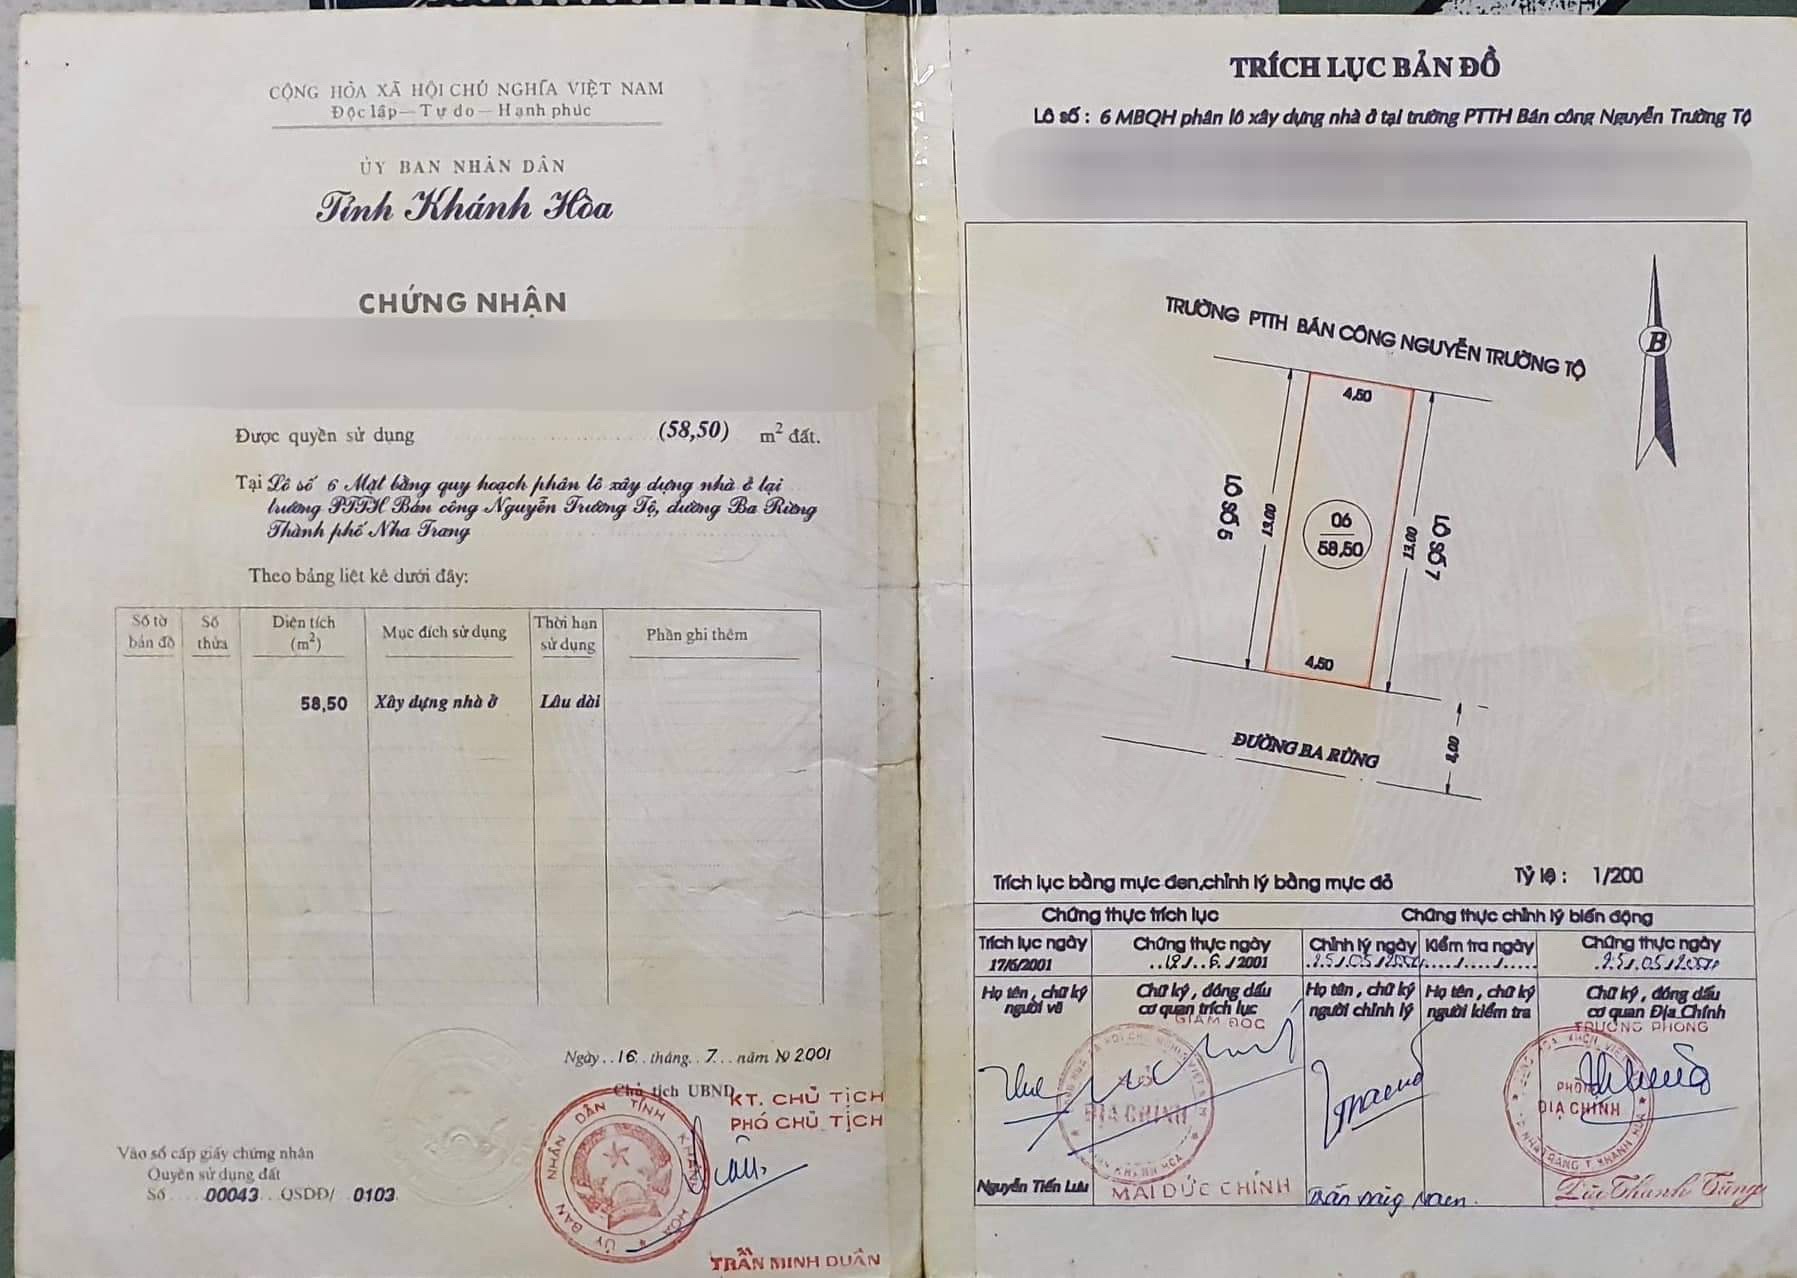 CỘNG HÒA XÃ HỘI CHỦ NGHĨA VIỆT NAM
Độc lập — Tự do — Hạnh phúc
ỦY BAN NHÂN DÂN
Tỉnh Khánh Hòa
CHỨNG NHẬN
Được quyền sử dụng (58,50) m² đất.
Tại Lô số 6 Mặt bằng quy hoạch phân lô xây dựng nhà ở tại
trường PTTH Bán công Nguyễn Trường Tộ, đường Ba Rừng
Thành phố Nha Trang
Theo bảng liệt kê dưới đây:
Số tờ bản đồ
Số thửa
Diện tích (m²)
Mục đích sử dụng
Thời hạn sử dụng
Phần ghi thêm
58,50 Xây dựng nhà ở Lâu dài
Ngày..16..tháng..7..năm 2001
Chủ tịch UBND
KT. CHỦ TỊCH
PHÓ CHỦ TỊCH
ỦY BAN NHÂN DÂN TỈNH KHÁNH HÒA
TRẦN MINH DUÂN
Vào sổ cấp giấy chứng nhận
Quyền sử dụng đất
Số 00043 QSDĐ/ 0103
TRÍCH LỤC BẢN ĐỒ
Lô số : 6 MBQH phân lô xây dựng nhà ở tại trường PTTH Bán công Nguyễn Trường Tộ
TRƯỜNG PTTH BÁN CÔNG NGUYỄN TRƯỜNG TỘ
B
4,50
LÔ SỐ 5
13,00
06
58,50
13,00
LÔ SỐ 7
4,50
ĐƯỜNG BA RỪNG
8,00
Trích lục bằng mực đen,chỉnh lý bằng mực đỏ
Tỷ lệ : 1/200
Chứng thực trích lục
Chứng thực chỉnh lý biến động
Trích lục ngày
17/6/2001
Chứng thực ngày
..19/..6./2001
Chỉnh lý ngày
Kiểm tra ngày
Chứng thực ngày
Họ tên , chữ ký
người vẽ
Chữ ký , đóng dấu
cơ quan trích lục
Họ tên , chữ ký
người chỉnh lý
Họ tên , chữ ký
người kiểm tra
Chữ ký , đóng dấu
cơ quan Địa Chính
GIÁM ĐỐC
TRƯỞNG PHÒNG
ĐỊA CHÍNH
PHÒNG
ĐỊA CHÍNH
Nguyễn Tiến Lưu
MAI ĐỨC CHÍNH